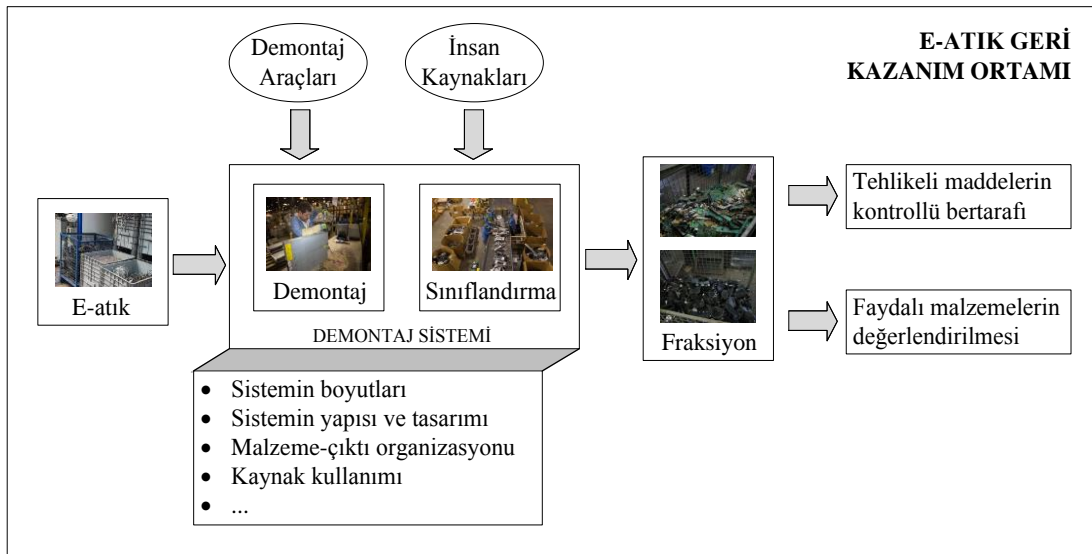 E-ATIK GERİ
KAZANIM ORTAMI
Demontaj
Araçları
İnsan
Kaynakları
E-atık
Demontaj
Sınıflandırma
DEMONTAJ SİSTEMİ
Fraksiyon
Tehlikeli maddelerin
kontrollü bertarafı
Faydalı malzemelerin
değerlendirilmesi
• Sistemin boyutları
• Sistemin yapısı ve tasarımı
• Malzeme-çıktı organizasyonu
• Kaynak kullanımı
• ...